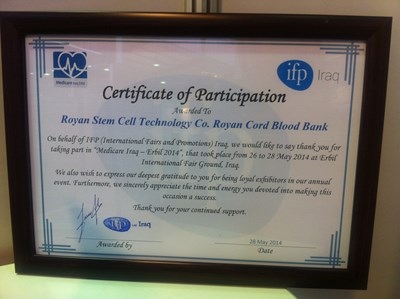 ifp Iraq
Certificate of Participation
Awarded To
Royan Stem Cell Technology Co. Royan Cord Blood Bank
On behalf of IFP (International Fairs and Promotions) Iraq, we would like to say thank you for
taking part in "Medicare Iraq – Erbil 2014", that took place from 26 to 28 May 2014 at Erbil
International Fair Ground, Iraq.
We also wish to express our deepest gratitude to you for being loyal exhibitors in our annual
event. Furthermore, we sincerely appreciate the time and energy you devoted into making this
occasion a success.
Thank you for your continued support.
ifp Iraq
28 May 2014
Awarded by
Date